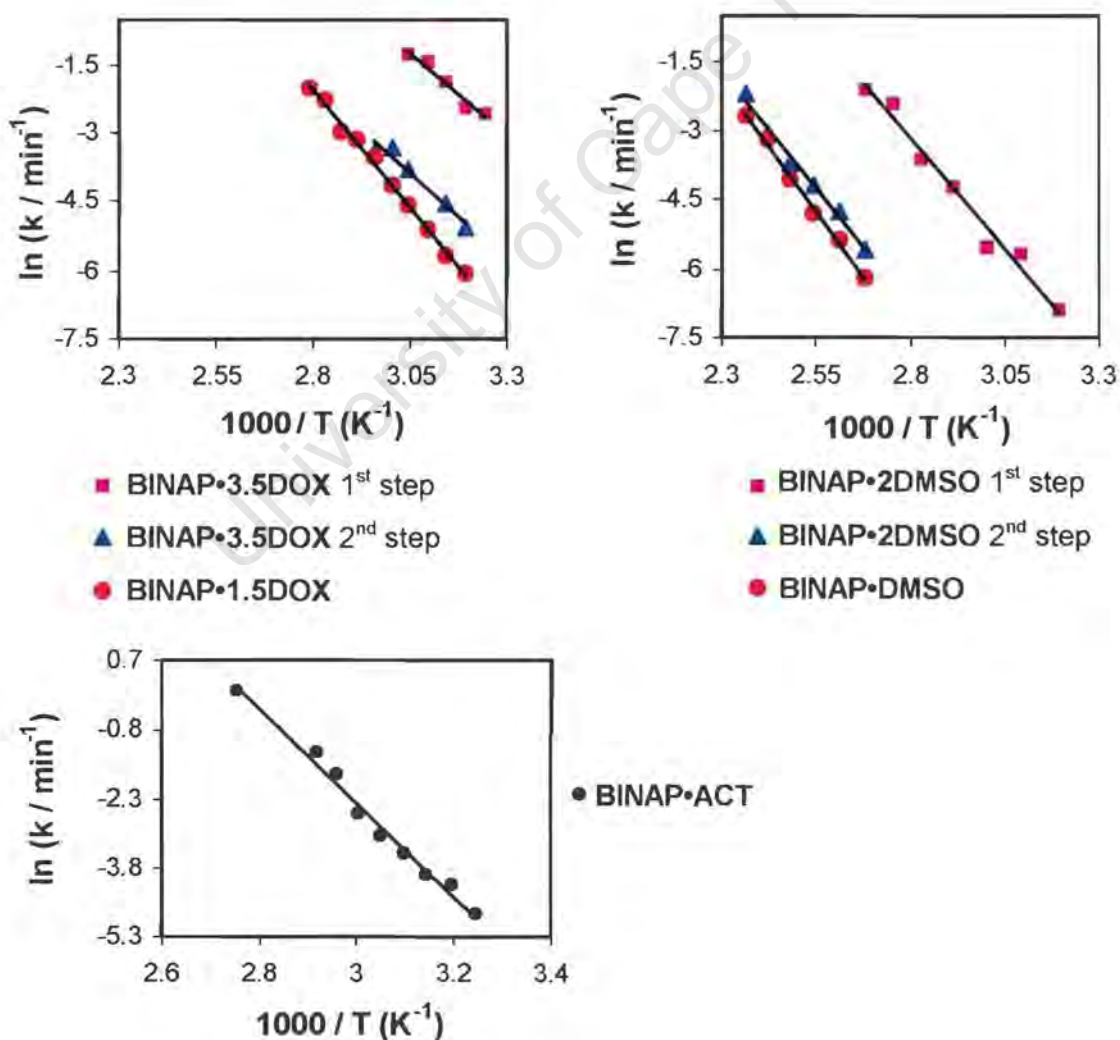 University of Cape T
ln (k / min⁻¹)
-1.5
-3
-4.5
-6
-7.5
2.3 2.55 2.8 3.05 3.3
1000 / T (K⁻¹)
BINAP•3.5DOX 1ˢᵗ step
BINAP•3.5DOX 2ⁿᵈ step
BINAP•1.5DOX
ln (k / min⁻¹)
-1.5
-3
-4.5
-6
-7.5
2.3 2.55 2.8 3.05 3.3
1000 / T (K⁻¹)
BINAP•2DMSO 1ˢᵗ step
BINAP•2DMSO 2ⁿᵈ step
BINAP•DMSO
ln (k / min⁻¹)
0.7
-0.8
-2.3
-3.8
-5.3
2.6 2.8 3 3.2 3.4
1000 / T (K⁻¹)
BINAP•ACT